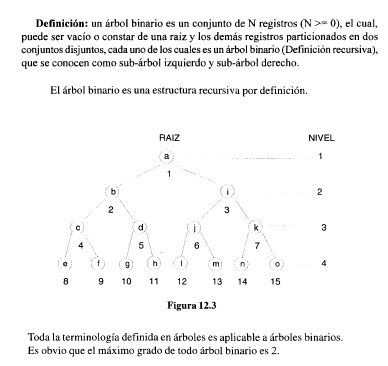 Definición: un árbol binario es un conjunto de N registros (N >= 0), el cual,
puede ser vacío o constar de una raíz y los demás registros particionados en dos
conjuntos disjuntos, cada uno de los cuales es un árbol binario (Definición recursiva),
que se conocen como sub-árbol izquierdo y sub-árbol derecho.
El árbol binario es una estructura recursiva por definición.
RAIZ NIVEL
a 1
1
b i 2
2 3
c d j k 3
4 5 6 7
e f g h l m n o 4
8 9 10 11 12 13 14 15
Figura 12.3
Toda la terminología definida en árboles es aplicable a árboles binarios.
Es obvio que el máximo grado de todo árbol binario es 2.